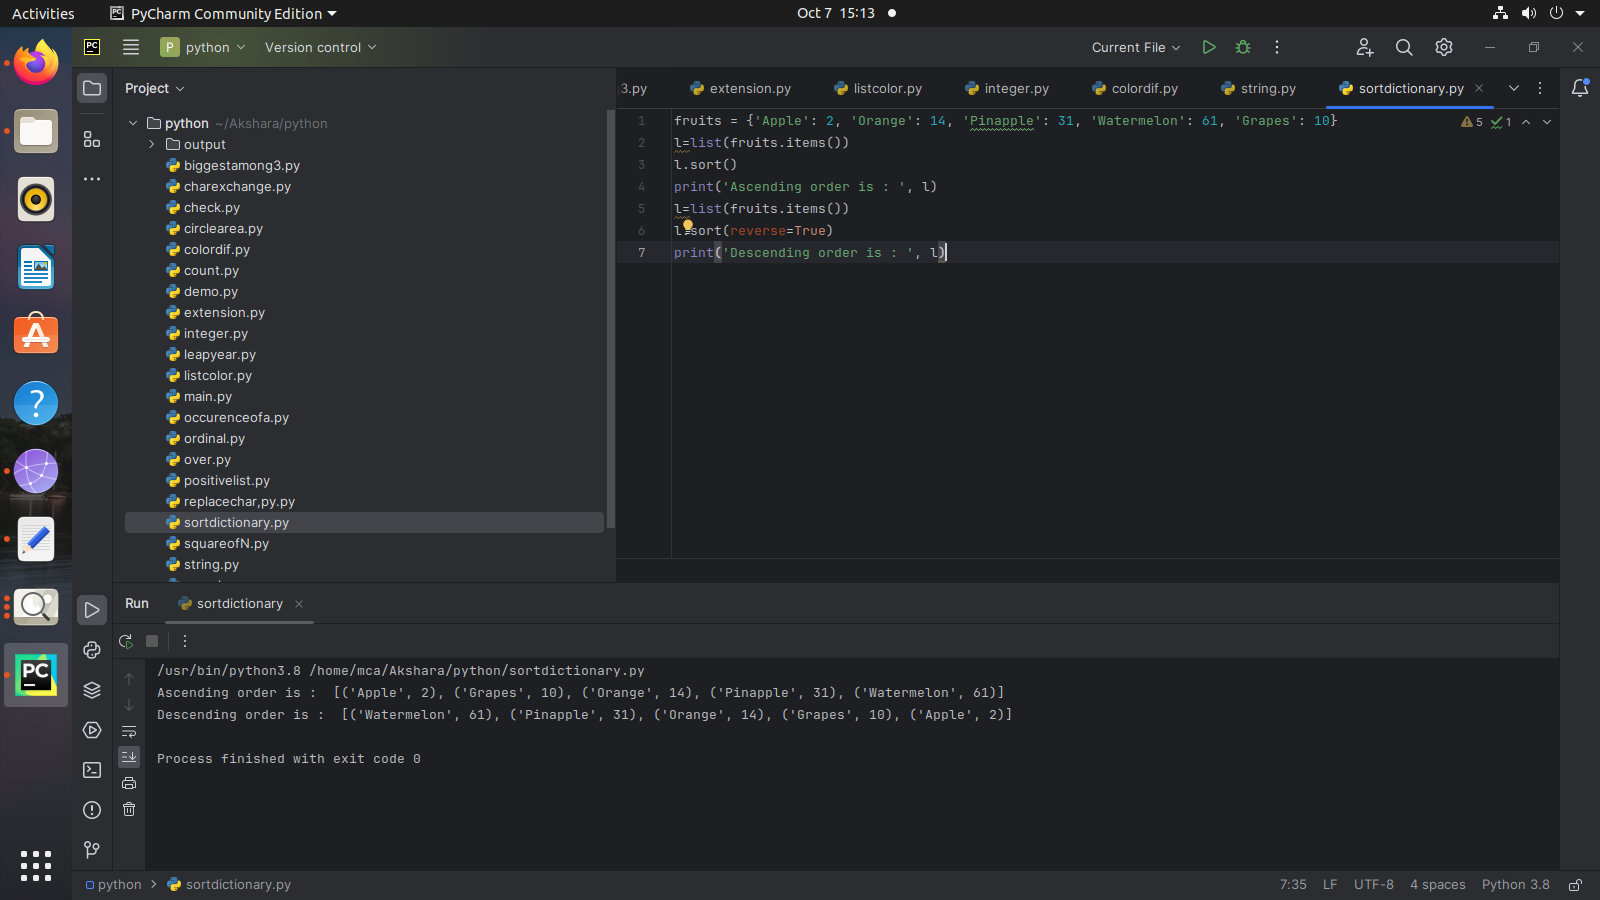 Activities
PyCharm Community Edition
Oct 7 15:13
PC
P python
Version control
Current File
Project
3.py
extension.py
listcolor.py
integer.py
colordif.py
string.py
sortdictionary.py
python ~/Akshara/python
output
biggestamong3.py
charexchange.py
check.py
circlearea.py
colordif.py
count.py
demo.py
extension.py
integer.py
leapyear.py
listcolor.py
main.py
occurenceofa.py
ordinal.py
over.py
positivelist.py
replacechar,py.py
sortdictionary.py
squareofN.py
string.py
1 fruits = {'Apple': 2, 'Orange': 14, 'Pinapple': 31, 'Watermelon': 61, 'Grapes': 10}
5 1
2 l=list(fruits.items())
3 l.sort()
4 print('Ascending order is : ', l)
5 l=list(fruits.items())
6 l.sort(reverse=True)
7 print('Descending order is : ', l)
Run
sortdictionary
/usr/bin/python3.8 /home/mca/Akshara/python/sortdictionary.py
Ascending order is :  [('Apple', 2), ('Grapes', 10), ('Orange', 14), ('Pinapple', 31), ('Watermelon', 61)]
Descending order is :  [('Watermelon', 61), ('Pinapple', 31), ('Orange', 14), ('Grapes', 10), ('Apple', 2)]
Process finished with exit code 0
PC
python
sortdictionary.py
7:35
LF
UTF-8
4 spaces
Python 3.8